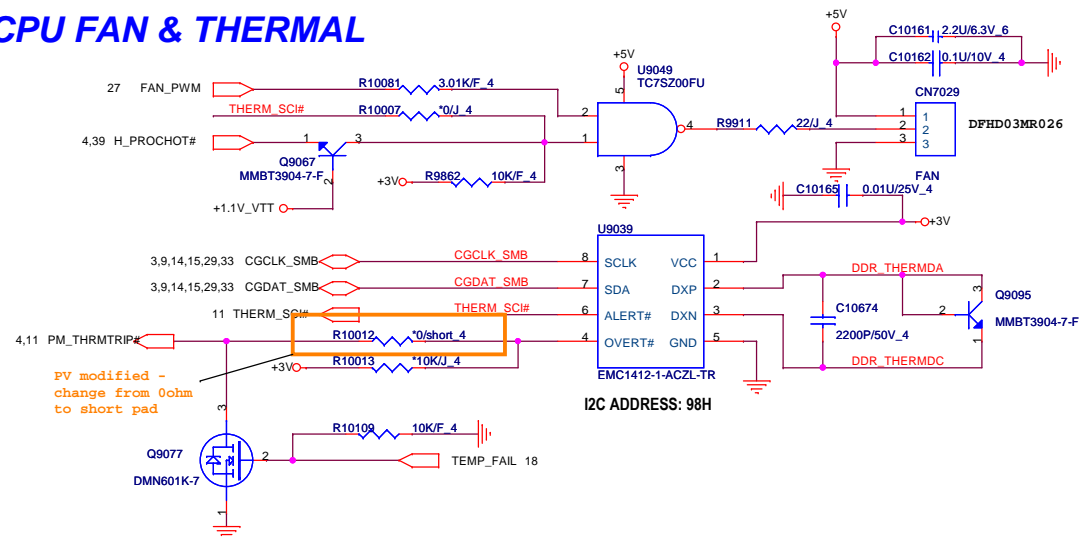 CPU FAN & THERMAL
+5V
C10161 2.2U/6.3V_6
C10162 0.1U/10V_4
+5V
U9049
TC7SZ00FU
27 FAN_PWM
R10081 3.01K/F_4
THERM_SCI#
R10007 *0/J_4
4,39 H_PROCHOT#
1 3
2
Q9067
MMBT3904-7-F
+1.1V_VTT
+3V
R9862 10K/F_4
2
1
5
3
4
R9911 22/J_4
CN7029
1 1
2 2
3 3
DFHD03MR026
FAN
C10165 0.01U/25V_4
+3V
U9039
3,9,14,15,29,33 CGCLK_SMB
CGCLK_SMB
8 SCLK VCC 1
3,9,14,15,29,33 CGDAT_SMB
CGDAT_SMB
7 SDA DXP 2
11 THERM_SCI#
THERM_SCI#
6 ALERT# DXN 3
4,11 PM_THRMTRIP#
R10012 *0/short_4
4 OVERT# GND 5
+3V
R10013 *10K/J_4
EMC1412-1-ACZL-TR
I2C ADDRESS: 98H
DDR_THERMDA
C10674
2200P/50V_4
DDR_THERMDC
3
2
1
Q9095
MMBT3904-7-F
PV modified -
change from 0ohm
to short pad
3
Q9077
DMN601K-7
2
1
R10109 10K/F_4
TEMP_FAIL 18